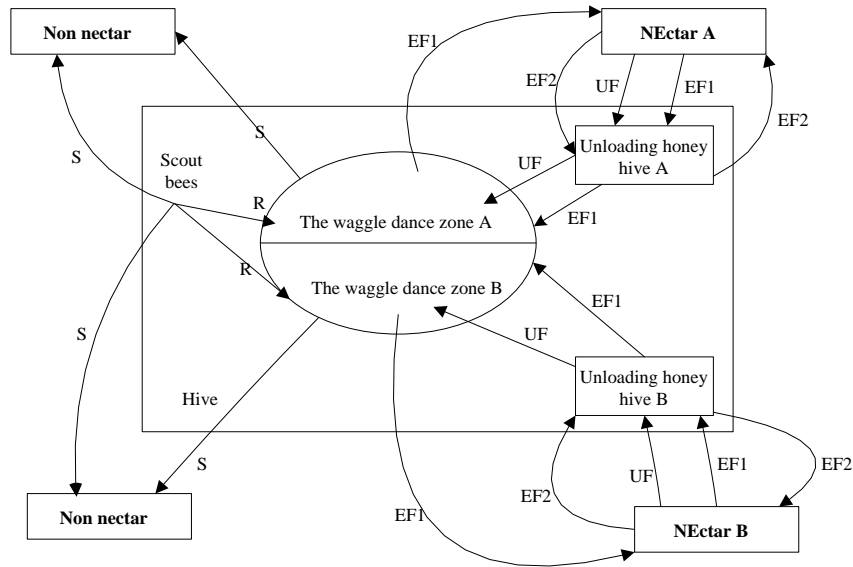 Non nectar
NEctar A
EF1
EF2
UF
EF1
EF2
S
S
Scout
bees
Unloading honey
hive A
UF
R
EF1
The waggle dance zone A
R
The waggle dance zone B
EF1
UF
S
Unloading honey
hive B
Hive
S
EF2
UF
EF1
EF2
EF1
Non nectar
NEctar B